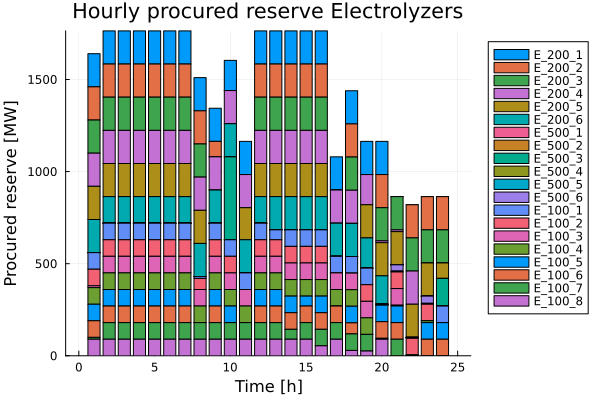 Hourly procured reserve Electrolyzers
Procured reserve [MW]
1500
1000
500
0
0 5 10 15 20 25
Time [h]
E_200_1
E_200_2
E_200_3
E_200_4
E_200_5
E_200_6
E_500_1
E_500_2
E_500_3
E_500_4
E_500_5
E_500_6
E_100_1
E_100_2
E_100_3
E_100_4
E_100_5
E_100_6
E_100_7
E_100_8